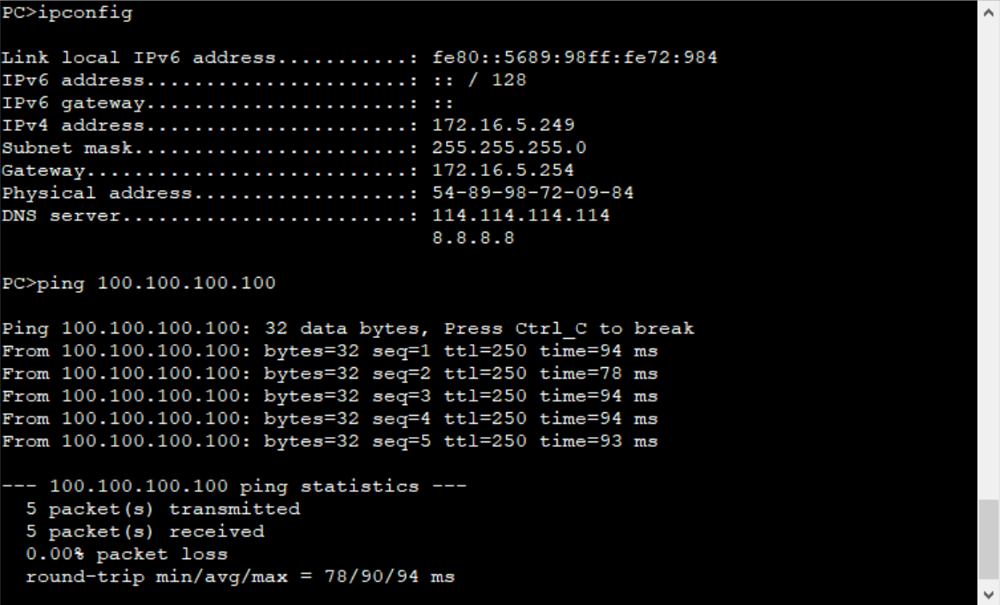 PC>ipconfig
Link local IPv6 address...........: fe80::5689:98ff:fe72:984
IPv6 address......................: :: / 128
IPv6 gateway......................: ::
IPv4 address......................: 172.16.5.249
Subnet mask.......................: 255.255.255.0
Gateway...........................: 172.16.5.254
Physical address..................: 54-89-98-72-09-84
DNS server........................: 114.114.114.114
8.8.8.8
PC>ping 100.100.100.100
Ping 100.100.100.100: 32 data bytes, Press Ctrl_C to break
From 100.100.100.100: bytes=32 seq=1 ttl=250 time=94 ms
From 100.100.100.100: bytes=32 seq=2 ttl=250 time=78 ms
From 100.100.100.100: bytes=32 seq=3 ttl=250 time=94 ms
From 100.100.100.100: bytes=32 seq=4 ttl=250 time=94 ms
From 100.100.100.100: bytes=32 seq=5 ttl=250 time=93 ms
--- 100.100.100.100 ping statistics ---
5 packet(s) transmitted
5 packet(s) received
0.00% packet loss
round-trip min/avg/max = 78/90/94 ms